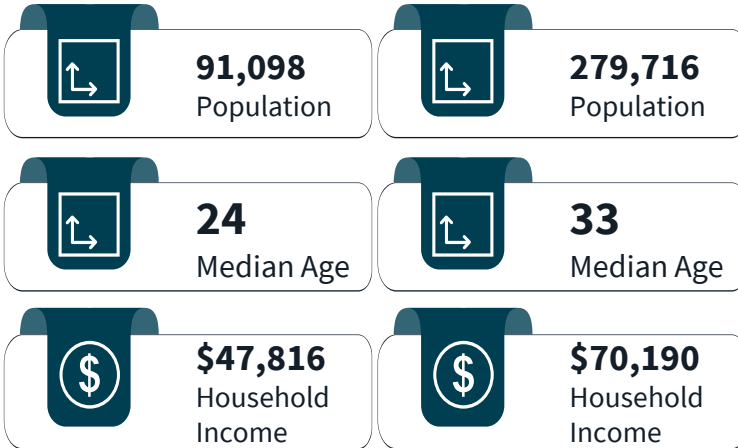 91,098
Population
279,716
Population
24
Median Age
33
Median Age
$47,816
Household
Income
$70,190
Household
Income